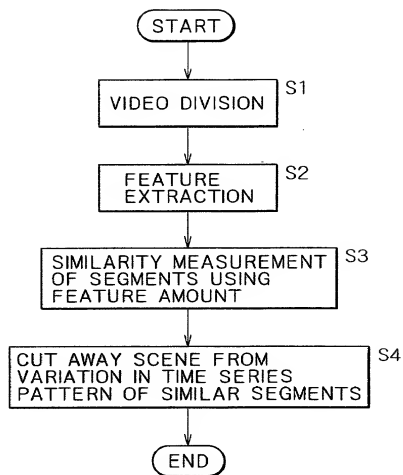 START
S1
VIDEO DIVISION
S2
FEATURE
EXTRACTION
S3
SIMILARITY MEASUREMENT
OF SEGMENTS USING
FEATURE AMOUNT
S4
CUT AWAY SCENE FROM
VARIATION IN TIME SERIES
PATTERN OF SIMILAR SEGMENTS
END